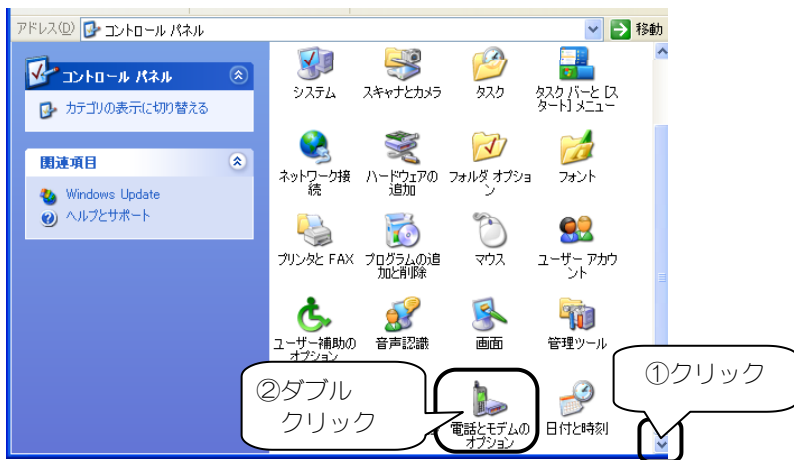 アドレス(D) コントロール パネル 移動
コントロール パネル
カテゴリの表示に切り替える
関連項目
Windows Update
ヘルプとサポート
システム
スキャナとカメラ
タスク
タスク バーと [ス
タート] メニュー
ネットワーク接
続
ハードウェアの
追加
フォルダ オプショ
ン
フォント
プリンタと FAX
プログラムの追
加と削除
マウス
ユーザー アカウ
ント
ユーザー補助の
オプション
音声認識
画面
管理ツール
①クリック
②ダブル
クリック
電話とモデムの
オプション
日付と時刻